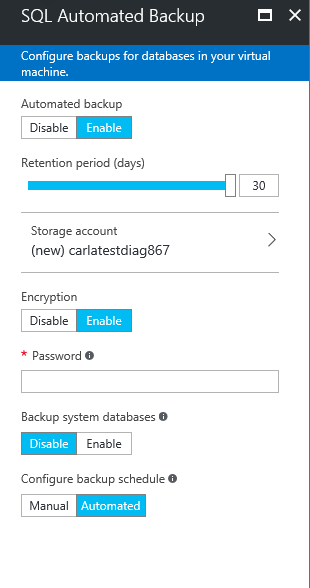 SQL Automated Backup
Configure backups for databases in your virtual
machine.
Automated backup
Disable Enable
Retention period (days)
30
Storage account
(new) carlatestdiag867
Encryption
Disable Enable
* Password
Backup system databases
Disable Enable
Configure backup schedule
Manual Automated